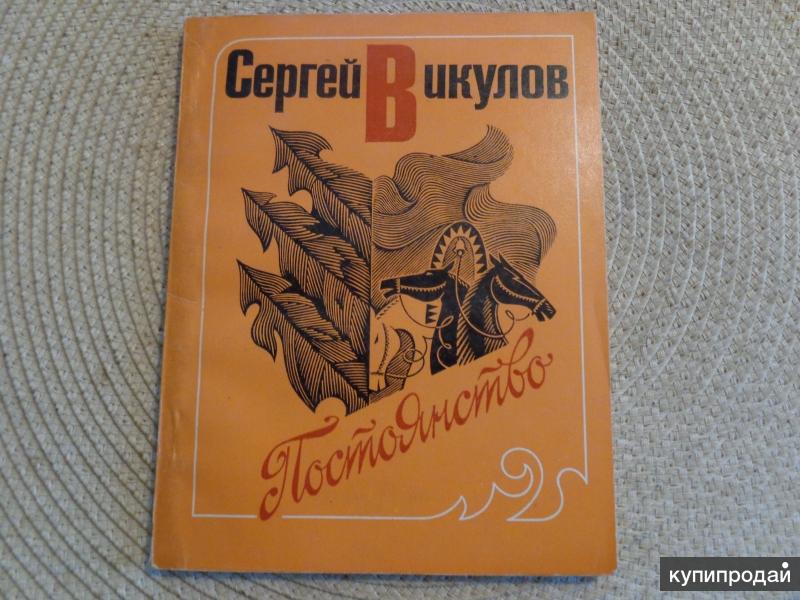 Сергей Викулов
Постоянство
купипродай